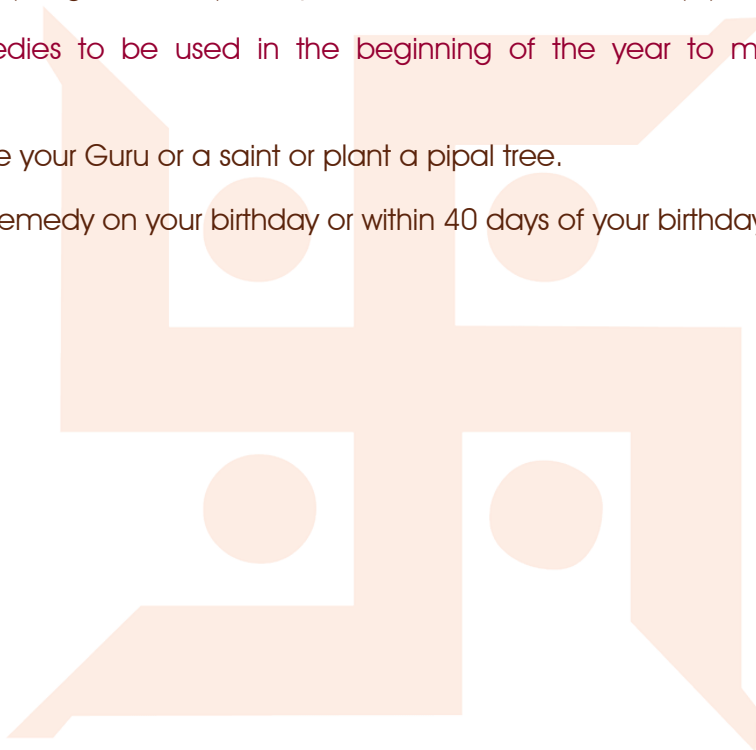 edies to be used in the beginning of the year to m
e your Guru or a saint or plant a pipal tree.
emedy on your birthday or within 40 days of your birthday